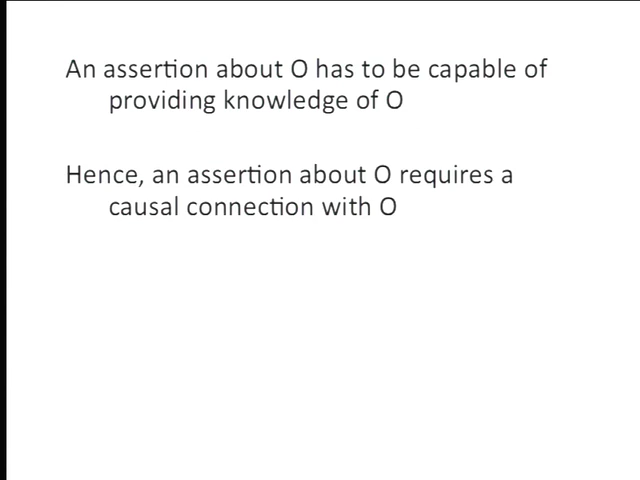 An assertion about O has to be capable of
providing knowledge of O
Hence, an assertion about O requires a
causal connection with O